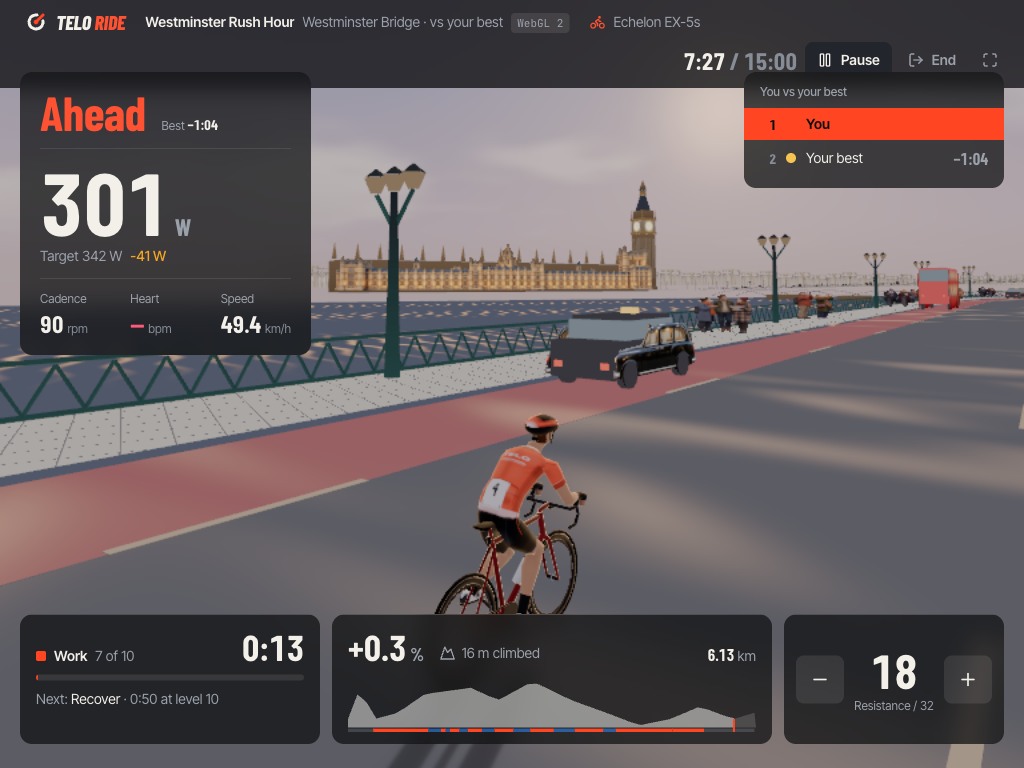 TELO RIDE Westminster Rush Hour Westminster Bridge · vs your best WebGL 2 Echelon EX-5s
7:27 / 15:00 Pause End
Ahead Best −1:04
301 W
Target 342 W -41 W
Cadence Heart Speed
90 rpm — bpm 49.4 km/h
You vs your best
1 You
2 Your best −1:04
TELO
4
Work 7 of 10 0:13
Next: Recover · 0:50 at level 10
+0.3 % 16 m climbed 6.13 km
− 18 +
Resistance / 32